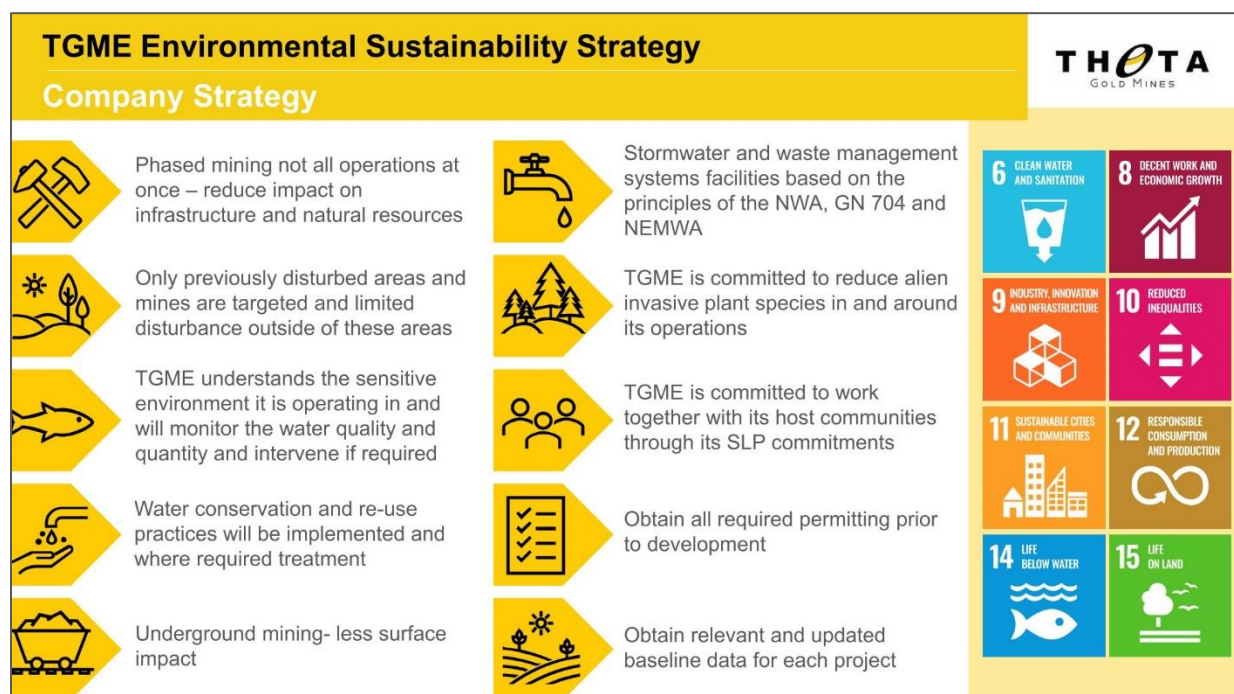 TGME Environmental Sustainability Strategy
Company Strategy
THETA
GOLD MINES
Phased mining not all operations at
once – reduce impact on
infrastructure and natural resources
Only previously disturbed areas and
mines are targeted and limited
disturbance outside of these areas
TGME understands the sensitive
environment it is operating in and
will monitor the water quality and
quantity and intervene if required
Water conservation and re-use
practices will be implemented and
where required treatment
Underground mining- less surface
impact
Stormwater and waste management
systems facilities based on the
principles of the NWA, GN 704 and
NEMWA
TGME is committed to reduce alien
invasive plant species in and around
its operations
TGME is committed to work
together with its host communities
through its SLP commitments
Obtain all required permitting prior
to development
Obtain relevant and updated
baseline data for each project
6 CLEAN WATER
AND SANITATION
8 DECENT WORK AND
ECONOMIC GROWTH
9 INDUSTRY, INNOVATION
AND INFRASTRUCTURE
10 REDUCED
INEQUALITIES
11 SUSTAINABLE CITIES
AND COMMUNITIES
12 RESPONSIBLE
CONSUMPTION
AND PRODUCTION
14 LIFE
BELOW WATER
15 LIFE
ON LAND